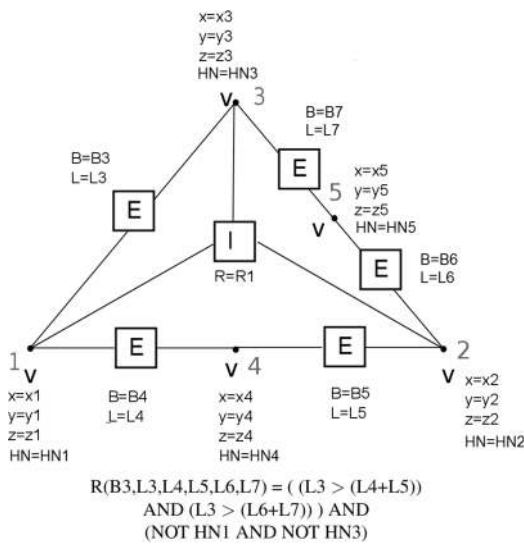 x=x3
y=y3
z=z3
HN=HN3
v 3
B=B7
L=L7
B=B3
L=L3
E
E
5
x=x5
y=y5
z=z5
HN=HN5
v
I
R=R1
E
B=B6
L=L6
1
v
E
v 4
E
2
v
x=x1
y=y1
z=z1
HN=HN1
B=B4
L=L4
x=x4
y=y4
z=z4
HN=HN4
B=B5
L=L5
x=x2
y=y2
z=z2
HN=HN2
R(B3,L3,L4,L5,L6,L7) = ( (L3 > (L4+L5))
AND (L3 > (L6+L7)) ) AND
(NOT HN1 AND NOT HN3)